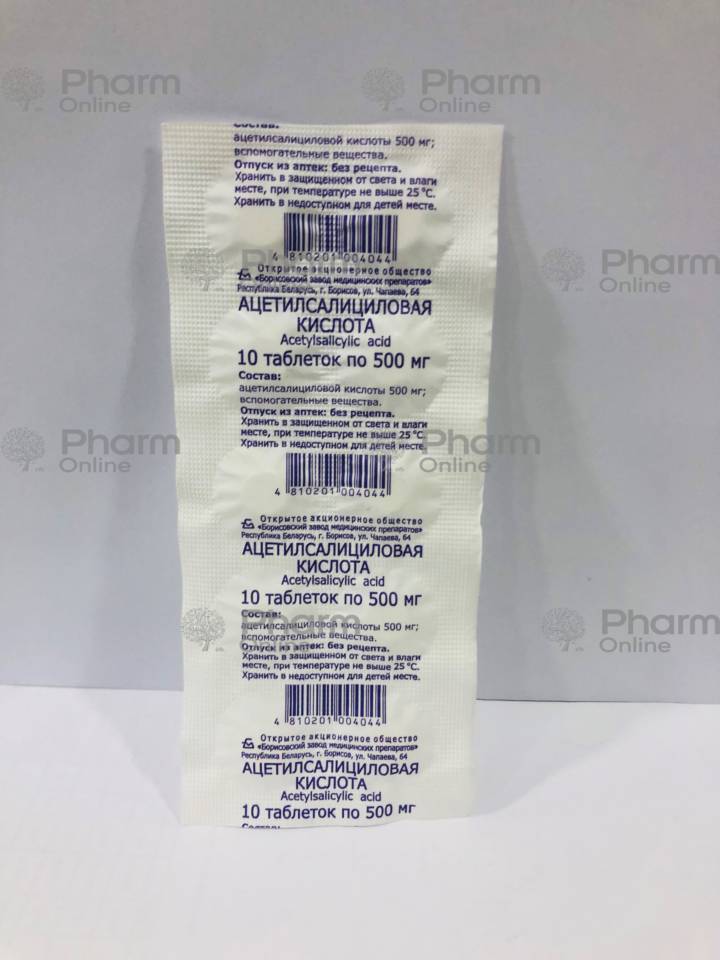 Pharm
Online
Pharm
Online
Состав:
ацетилсалициловой кислоты 500 мг;
вспомогательные вещества.
Отпуск из аптек: без рецепта.
Хранить в защищенном от света и влаги
месте, при температуре не выше 25 °С.
Хранить в недоступном для детей месте.
4 810201 004044
Pharm
Online
Pharm
Online
Открытое акционерное общество
«Борисовский завод медицинских препаратов»
Республика Беларусь, г. Борисов, ул. Чапаева, 64
АЦЕТИЛСАЛИЦИЛОВАЯ
КИСЛОТА
Acetylsalicylic acid
10 таблеток по 500 мг
Состав:
ацетилсалициловой кислоты 500 мг;
вспомогательные вещества.
Отпуск из аптек: без рецепта.
Хранить в защищенном от света и влаги
месте, при температуре не выше 25 °С.
Хранить в недоступном для детей месте.
Pharm
Online
Pharm
Online
4 810201 004044
Открытое акционерное общество
«Борисовский завод медицинских препаратов»
Республика Беларусь, г. Борисов, ул. Чапаева, 64
АЦЕТИЛСАЛИЦИЛОВАЯ
КИСЛОТА
Acetylsalicylic acid
10 таблеток по 500 мг
Состав:
ацетилсалициловой кислоты 500 мг;
вспомогательные вещества.
Отпуск из аптек: без рецепта.
Хранить в защищенном от света и влаги
месте, при температуре не выше 25 °С.
Хранить в недоступном для детей месте.
Pharm
Online
Pharm
Online
4 810201 004044
Открытое акционерное общество
«Борисовский завод медицинских препаратов»
Республика Беларусь, г. Борисов, ул. Чапаева, 64
АЦЕТИЛСАЛИЦИЛОВАЯ
КИСЛОТА
Acetylsalicylic acid
10 таблеток по 500 мг
Состав: